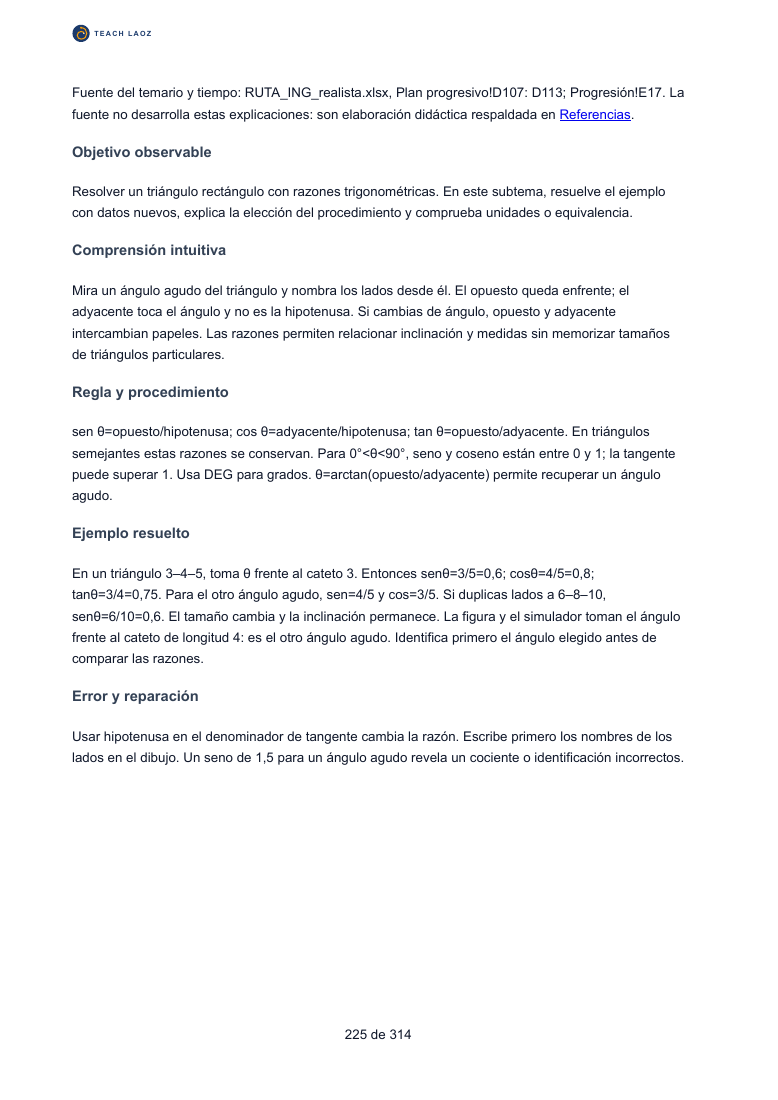 TEACH LAOZ
Fuente del temario y tiempo: RUTA_ING_realista.xlsx, Plan progresivo!D107: D113; Progresión!E17. La
fuente no desarrolla estas explicaciones: son elaboración didáctica respaldada en Referencias.
Objetivo observable
Resolver un triángulo rectángulo con razones trigonométricas. En este subtema, resuelve el ejemplo
con datos nuevos, explica la elección del procedimiento y comprueba unidades o equivalencia.
Comprensión intuitiva
Mira un ángulo agudo del triángulo y nombra los lados desde él. El opuesto queda enfrente; el
adyacente toca el ángulo y no es la hipotenusa. Si cambias de ángulo, opuesto y adyacente
intercambian papeles. Las razones permiten relacionar inclinación y medidas sin memorizar tamaños
de triángulos particulares.
Regla y procedimiento
sen θ=opuesto/hipotenusa; cos θ=adyacente/hipotenusa; tan θ=opuesto/adyacente. En triángulos
semejantes estas razones se conservan. Para 0°<θ<90°, seno y coseno están entre 0 y 1; la tangente
puede superar 1. Usa DEG para grados. θ=arctan(opuesto/adyacente) permite recuperar un ángulo
agudo.
Ejemplo resuelto
En un triángulo 3–4–5, toma θ frente al cateto 3. Entonces senθ=3/5=0,6; cosθ=4/5=0,8;
tanθ=3/4=0,75. Para el otro ángulo agudo, sen=4/5 y cos=3/5. Si duplicas lados a 6–8–10,
senθ=6/10=0,6. El tamaño cambia y la inclinación permanece. La figura y el simulador toman el ángulo
frente al cateto de longitud 4: es el otro ángulo agudo. Identifica primero el ángulo elegido antes de
comparar las razones.
Error y reparación
Usar hipotenusa en el denominador de tangente cambia la razón. Escribe primero los nombres de los
lados en el dibujo. Un seno de 1,5 para un ángulo agudo revela un cociente o identificación incorrectos.
225 de 314